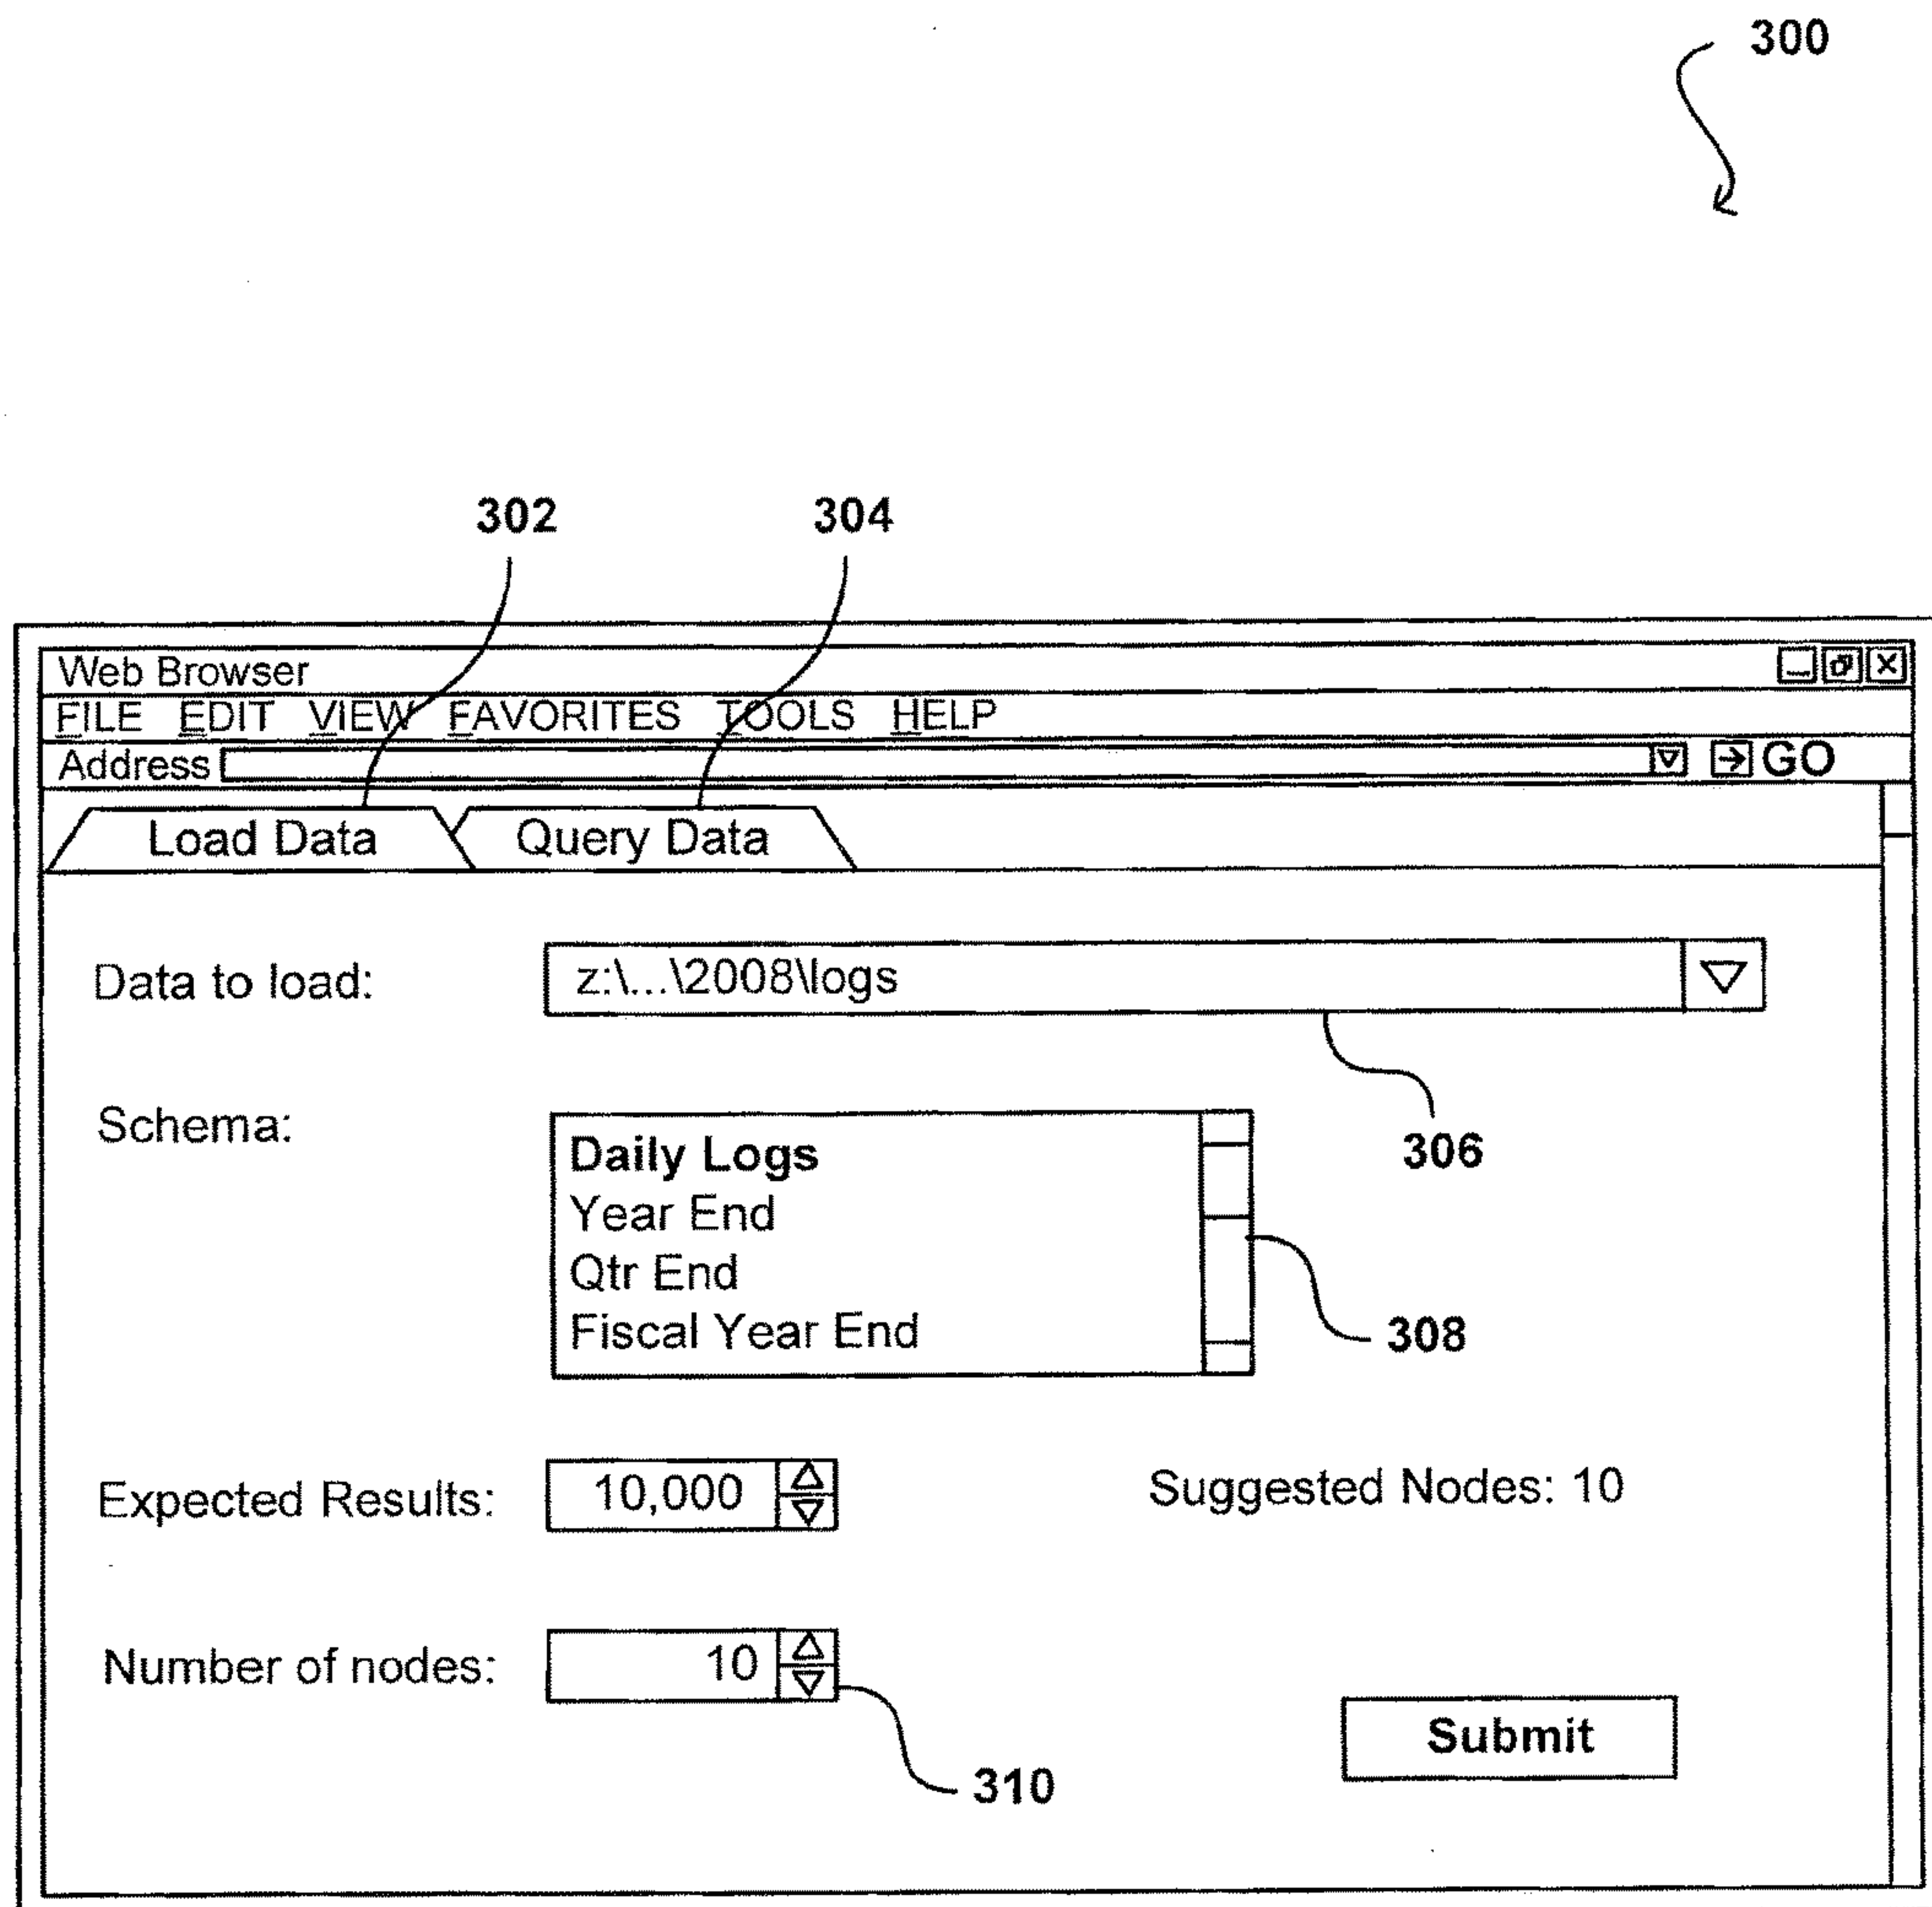 300
302 304
Web Browser
FILE EDIT VIEW FAVORITES TOOLS HELP
Address GO
Load Data Query Data
Data to load: z:\...\2008\logs
306
Schema:
Daily Logs
Year End
Qtr End
Fiscal Year End
308
Expected Results: 10,000 Suggested Nodes: 10
Number of nodes: 10
Submit
310